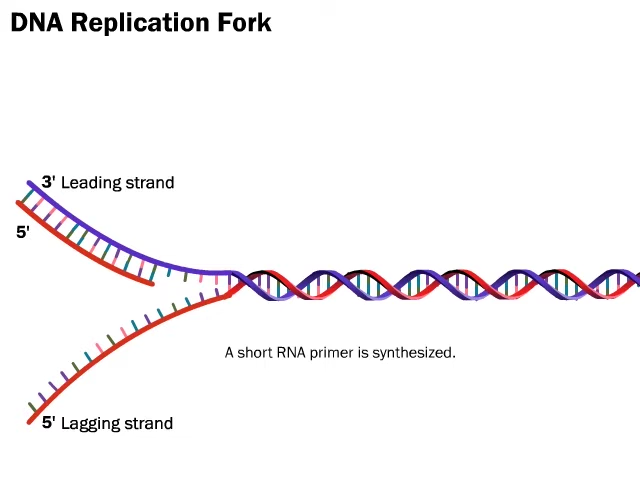 DNA Replication Fork
3' Leading strand
5'
A short RNA primer is synthesized.
5' Lagging strand